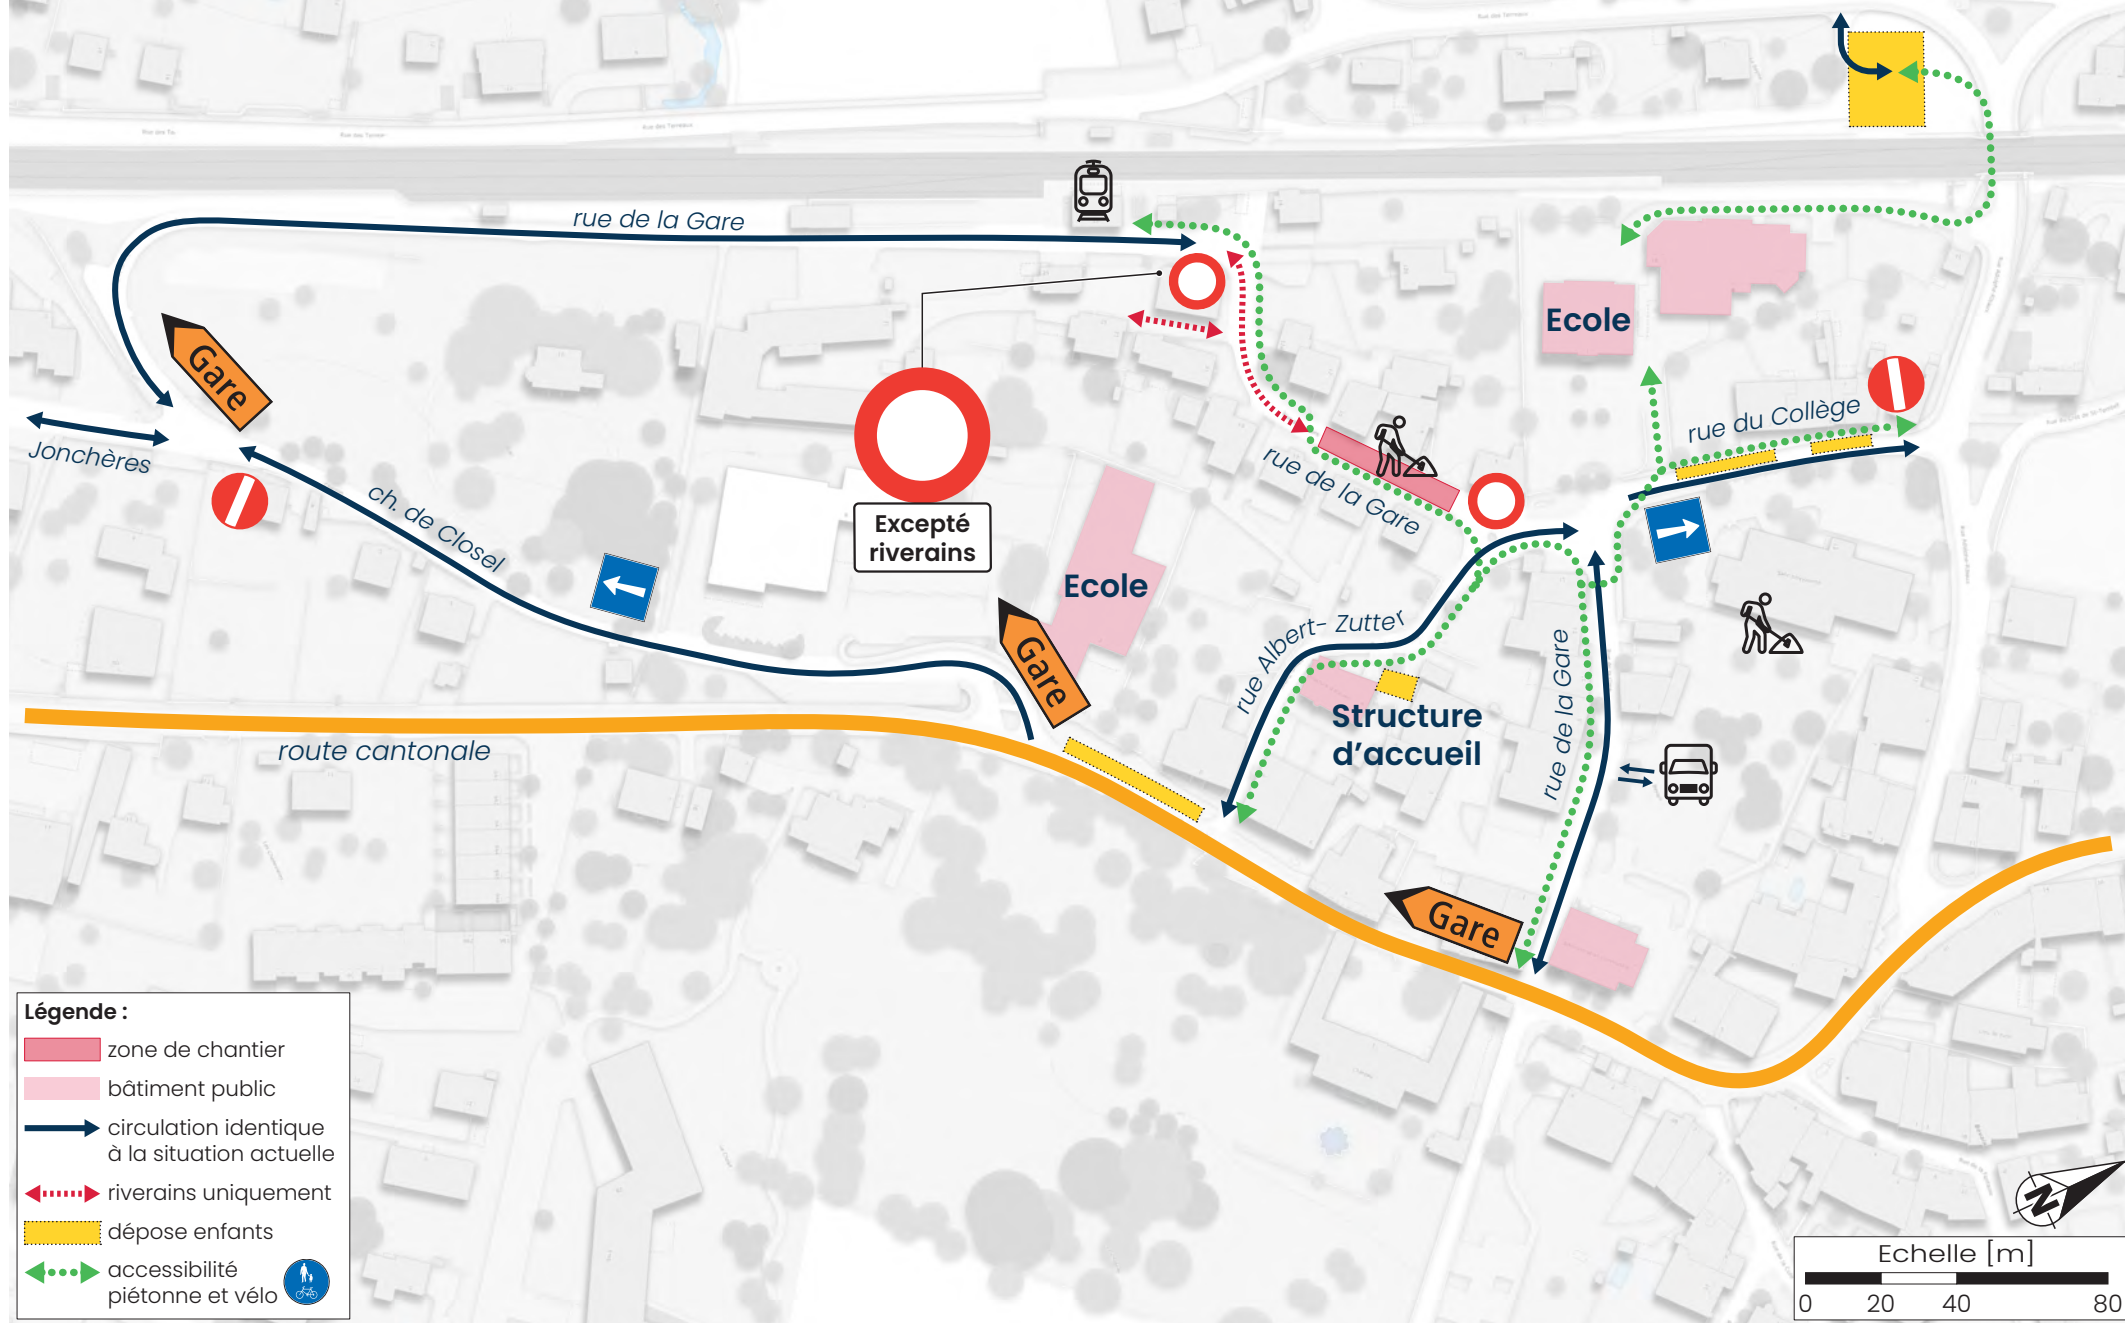 Rue des Terreaux
rue de la Gare
Gare
Jonchères
ch. de Closel
Excepté
riverains
Ecole
Ecole
rue du Collège
rue de la Gare
rue Albert- Zutter
Gare
Structure
d'accueil
rue de la Gare
route cantonale
Gare
Légende :
zone de chantier
bâtiment public
circulation identique
à la situation actuelle
riverains uniquement
dépose enfants
accessibilité
piétonne et vélo
N
Echelle [m]
0 20 40 80